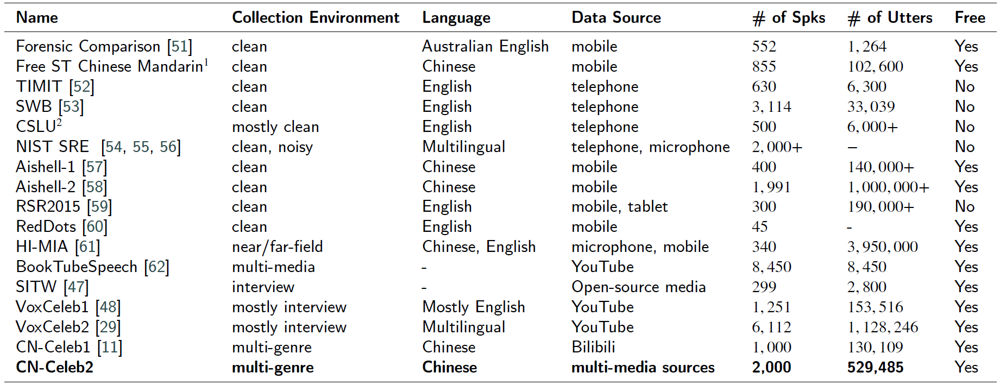 Name Collection Environment Language Data Source # of Spks # of Utters Free
Forensic Comparison [51] clean Australian English mobile 552 1, 264 Yes
Free ST Chinese Mandarin1 clean Chinese mobile 855 102, 600 Yes
TIMIT [52] clean English telephone 630 6, 300 No
SWB [53] clean English telephone 3, 114 33, 039 No
CSLU2 mostly clean English telephone 500 6, 000+ No
NIST SRE [54, 55, 56] clean, noisy Multilingual telephone, microphone 2, 000+ – No
Aishell-1 [57] clean Chinese mobile 400 140, 000+ Yes
Aishell-2 [58] clean Chinese mobile 1, 991 1, 000, 000+ Yes
RSR2015 [59] clean English mobile, tablet 300 190, 000+ No
RedDots [60] clean English mobile 45 - Yes
HI-MIA [61] near/far-field Chinese, English microphone, mobile 340 3, 950, 000 Yes
BookTubeSpeech [62] multi-media - YouTube 8, 450 8, 450 Yes
SITW [47] interview - Open-source media 299 2, 800 Yes
VoxCeleb1 [48] mostly interview Mostly English YouTube 1, 251 153, 516 Yes
VoxCeleb2 [29] mostly interview Multilingual YouTube 6, 112 1, 128, 246 Yes
CN-Celeb1 [11] multi-genre Chinese Bilibili 1, 000 130, 109 Yes
CN-Celeb2 multi-genre Chinese multi-media sources 2,000 529,485 Yes